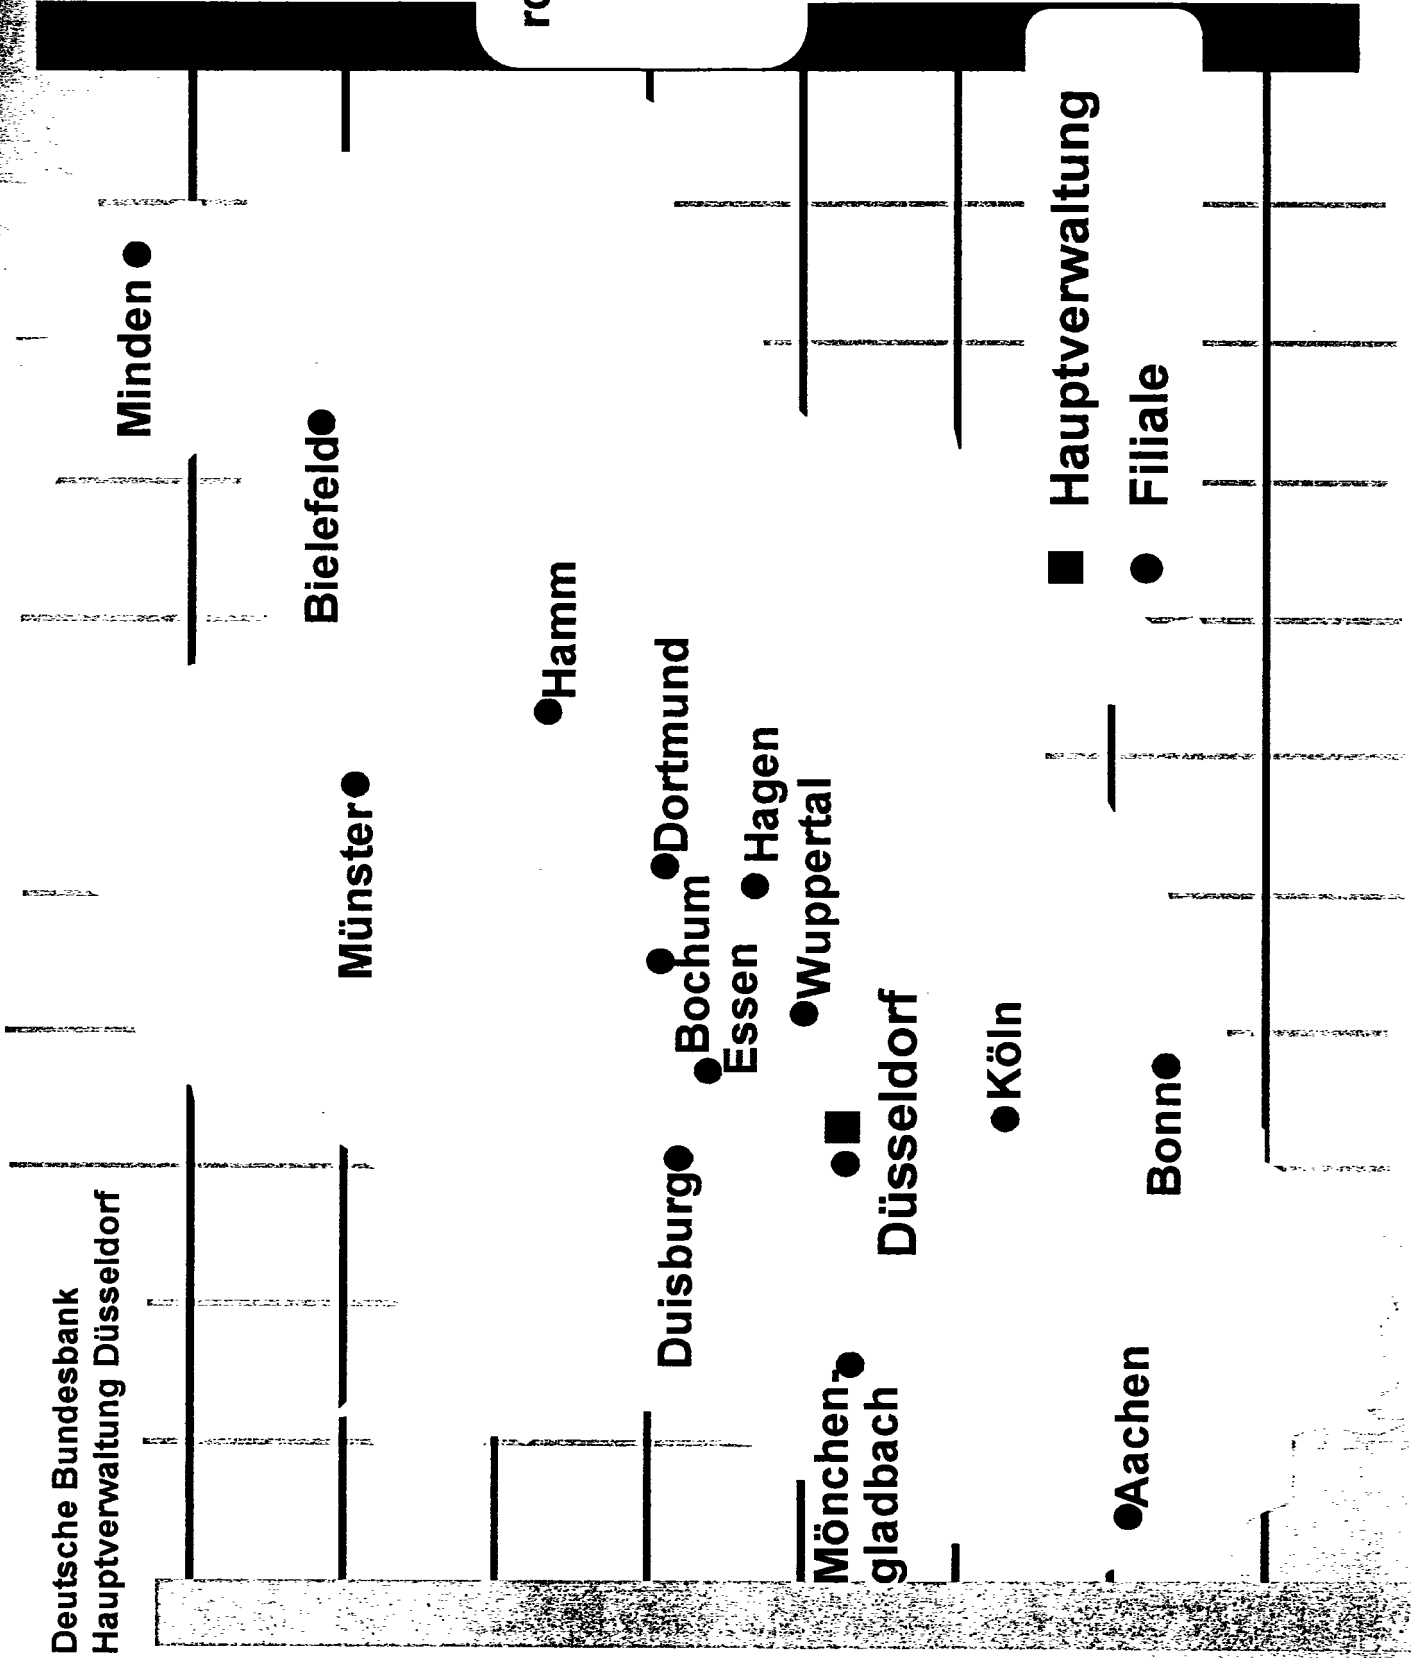 Deutsche Bundesbank
Hauptverwaltung Düsseldorf
Minden
Bielefeld
Münster
Hamm
Dortmund
Bochum
Duisburg
Essen
Hagen
Wuppertal
Mönchen-
gladbach
Düsseldorf
Köln
Aachen
Bonn
Hauptverwaltung
Filiale